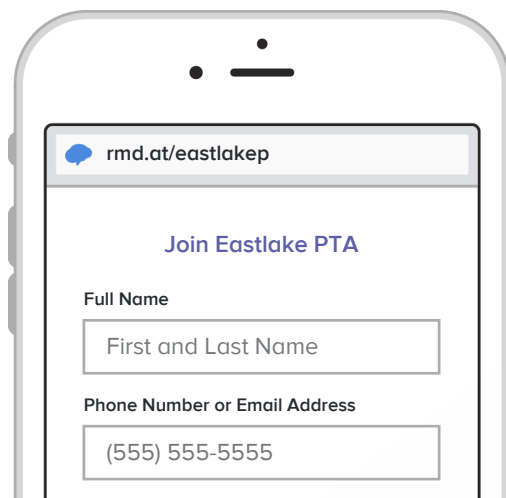 rmd.at/eastlakep
Join Eastlake PTA
Full Name
First and Last Name
Phone Number or Email Address
(555) 555-5555